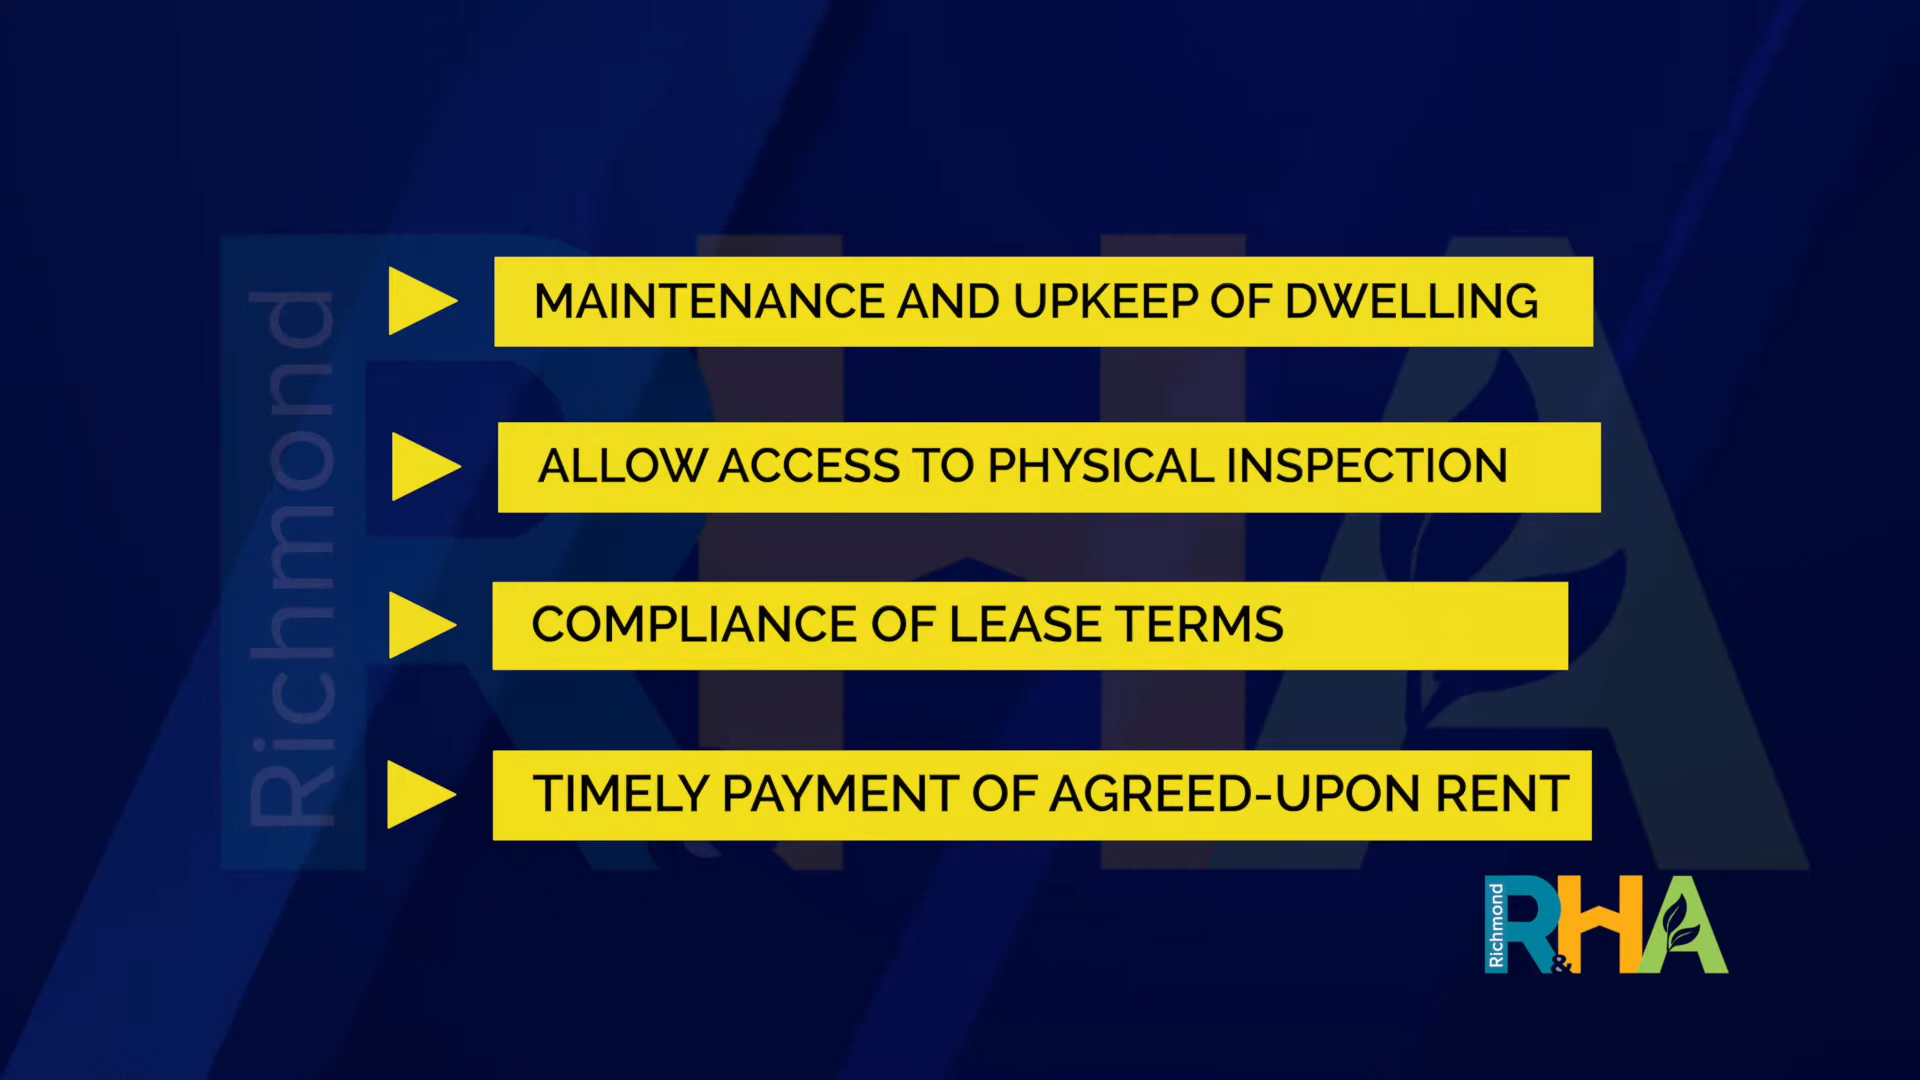 MAINTENANCE AND UPKEEP OF DWELLING
ALLOW ACCESS TO PHYSICAL INSPECTION
COMPLIANCE OF LEASE TERMS
TIMELY PAYMENT OF AGREED-UPON RENT
Richmond
RHA
Richmond
R&HA